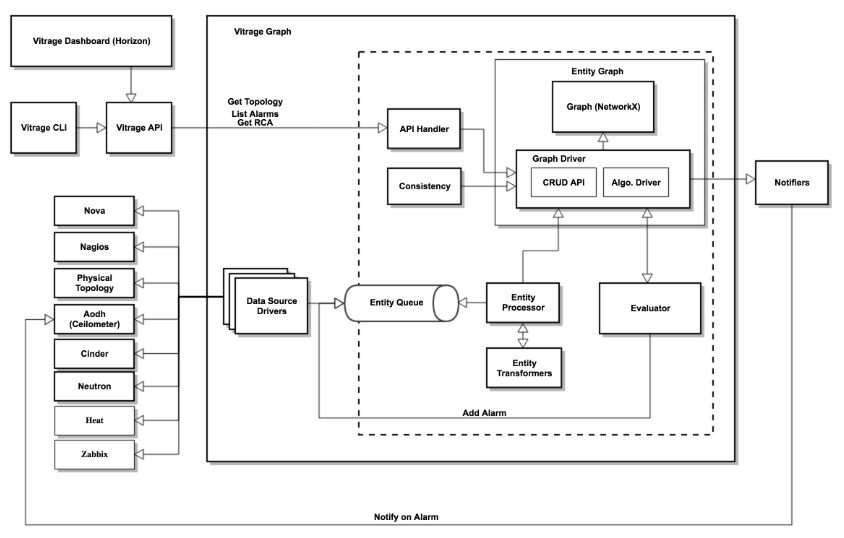 Vitrage Dashboard (Horizon)
Vitrage Graph
Entity Graph
Graph (NetworkX)
Vitrage CLI
Vitrage API
Get Topology
List Alarms
Get RCA
API Handler
Graph Driver
CRUD API
Algo. Driver
Consistency
Notifiers
Nova
Nagios
Physical
Topology
Aodh
(Ceilometer)
Cinder
Neutron
Heat
Zabbix
Data Source
Drivers
Entity Queue
Entity
Processor
Evaluator
Entity
Transformers
Add Alarm
Notify on Alarm